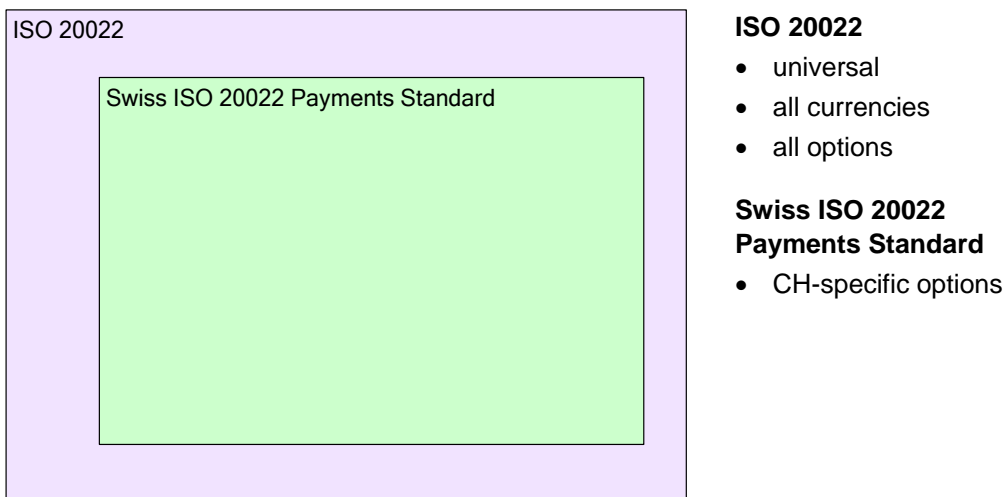 ISO 20022
Swiss ISO 20022 Payments Standard
ISO 20022
• universal
• all currencies
• all options
Swiss ISO 20022
Payments Standard
• CH-specific options